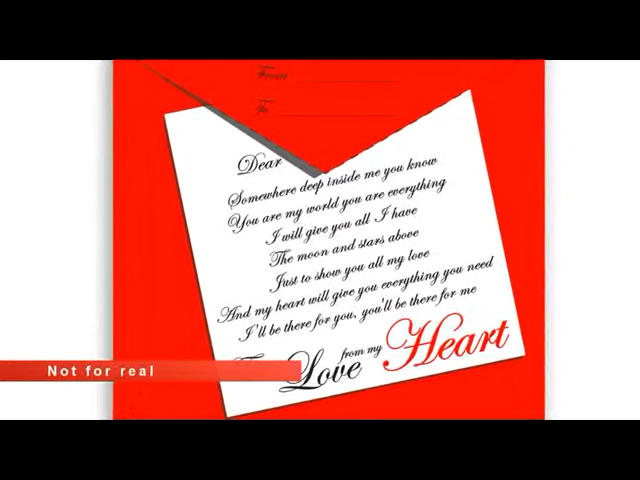 From
To
Dear
Somewhere deep inside me you know
You are my world you are everything
I will give you all I have
The moon and stars above
Just to show you all my love
And my heart will give you everything you need
I'll be there for you, you'll be there for me
Love from my Heart
Not for real